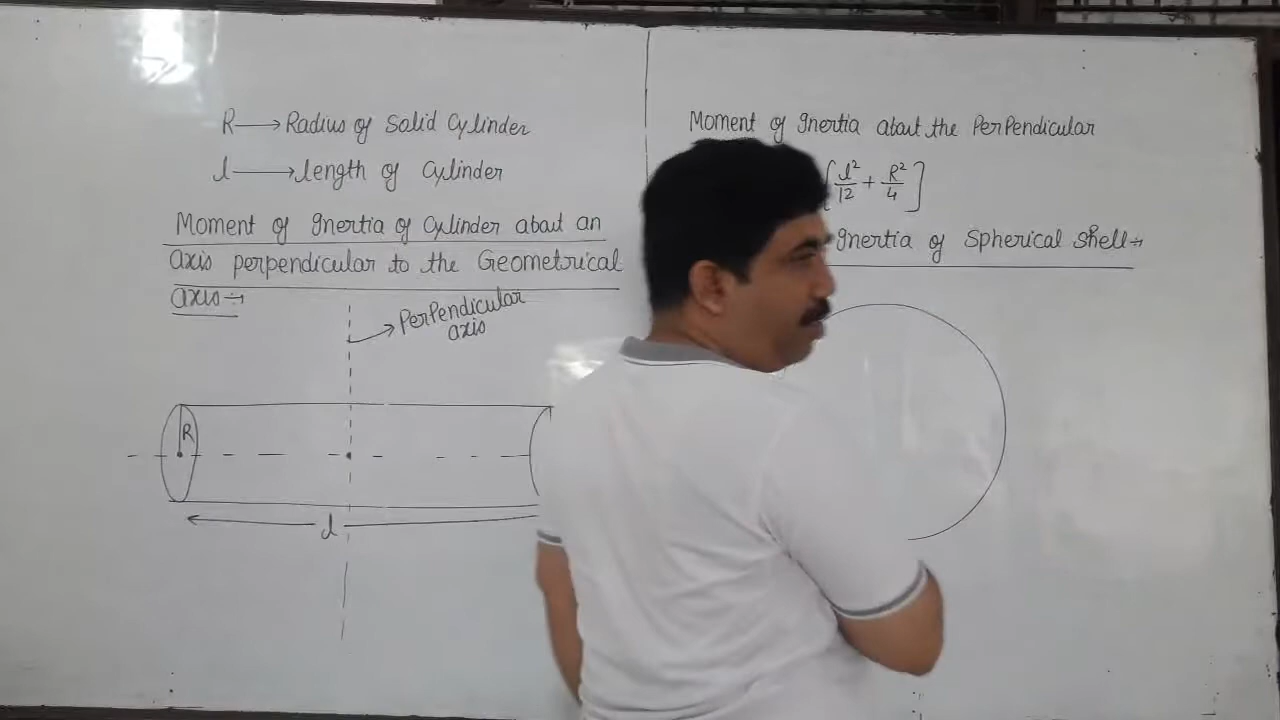 R → Radius of Solid Cylinder
l → length of Cylinder
Moment of Inertia of Cylinder about an
axis perpendicular to the Geometrical
axis :→
Perpendicular
axis
R
l
Moment of Inertia about the Perpendicular
[l²/12 + R²/4]
Inertia of Spherical Shell :→